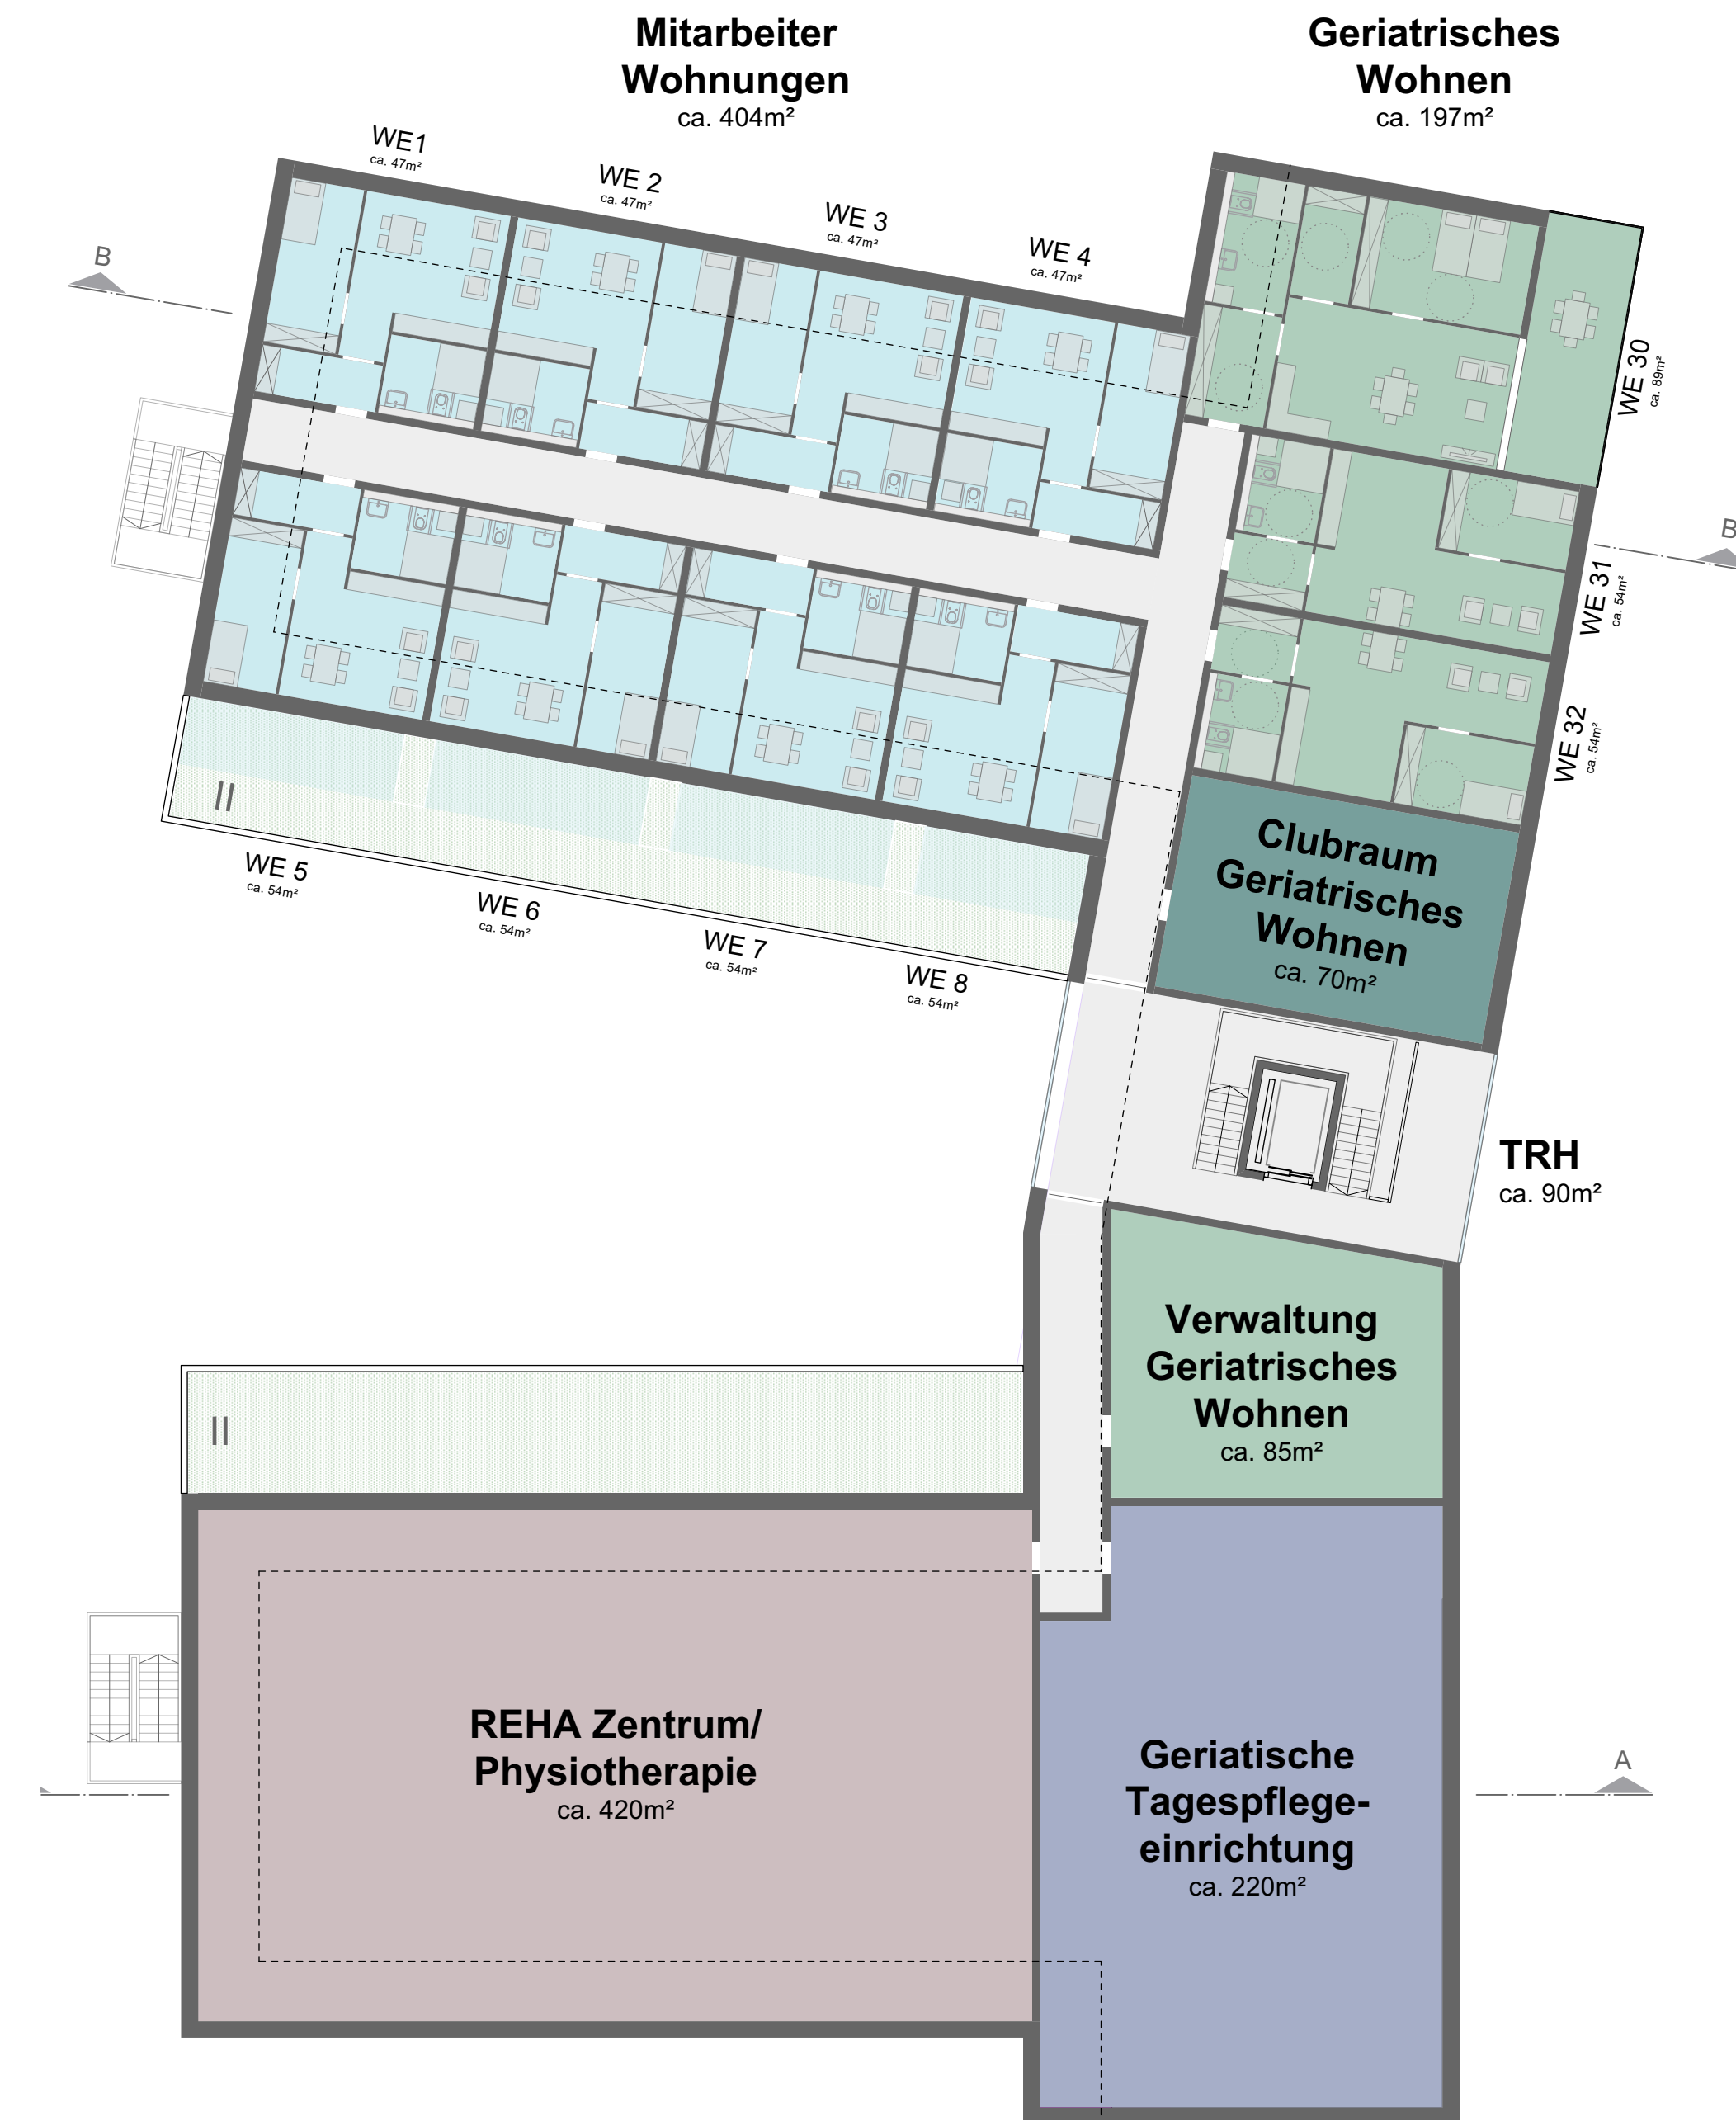 Mitarbeiter
Wohnungen
ca. 404m²
Geriatrisches
Wohnen
ca. 197m²
WE1
ca. 47m²
WE 2
ca. 47m²
WE 3
ca. 47m²
WE 4
ca. 47m²
B
WE 30
ca. 89m²
B
WE 31
ca. 54m²
WE 32
ca. 54m²
II
WE 5
ca. 54m²
WE 6
ca. 54m²
WE 7
ca. 54m²
WE 8
ca. 54m²
Clubraum
Geriatrisches
Wohnen
ca. 70m²
TRH
ca. 90m²
Verwaltung
Geriatrisches
Wohnen
ca. 85m²
II
REHA Zentrum/
Physiotherapie
ca. 420m²
Geriatische
Tagespflege-
einrichtung
ca. 220m²
A